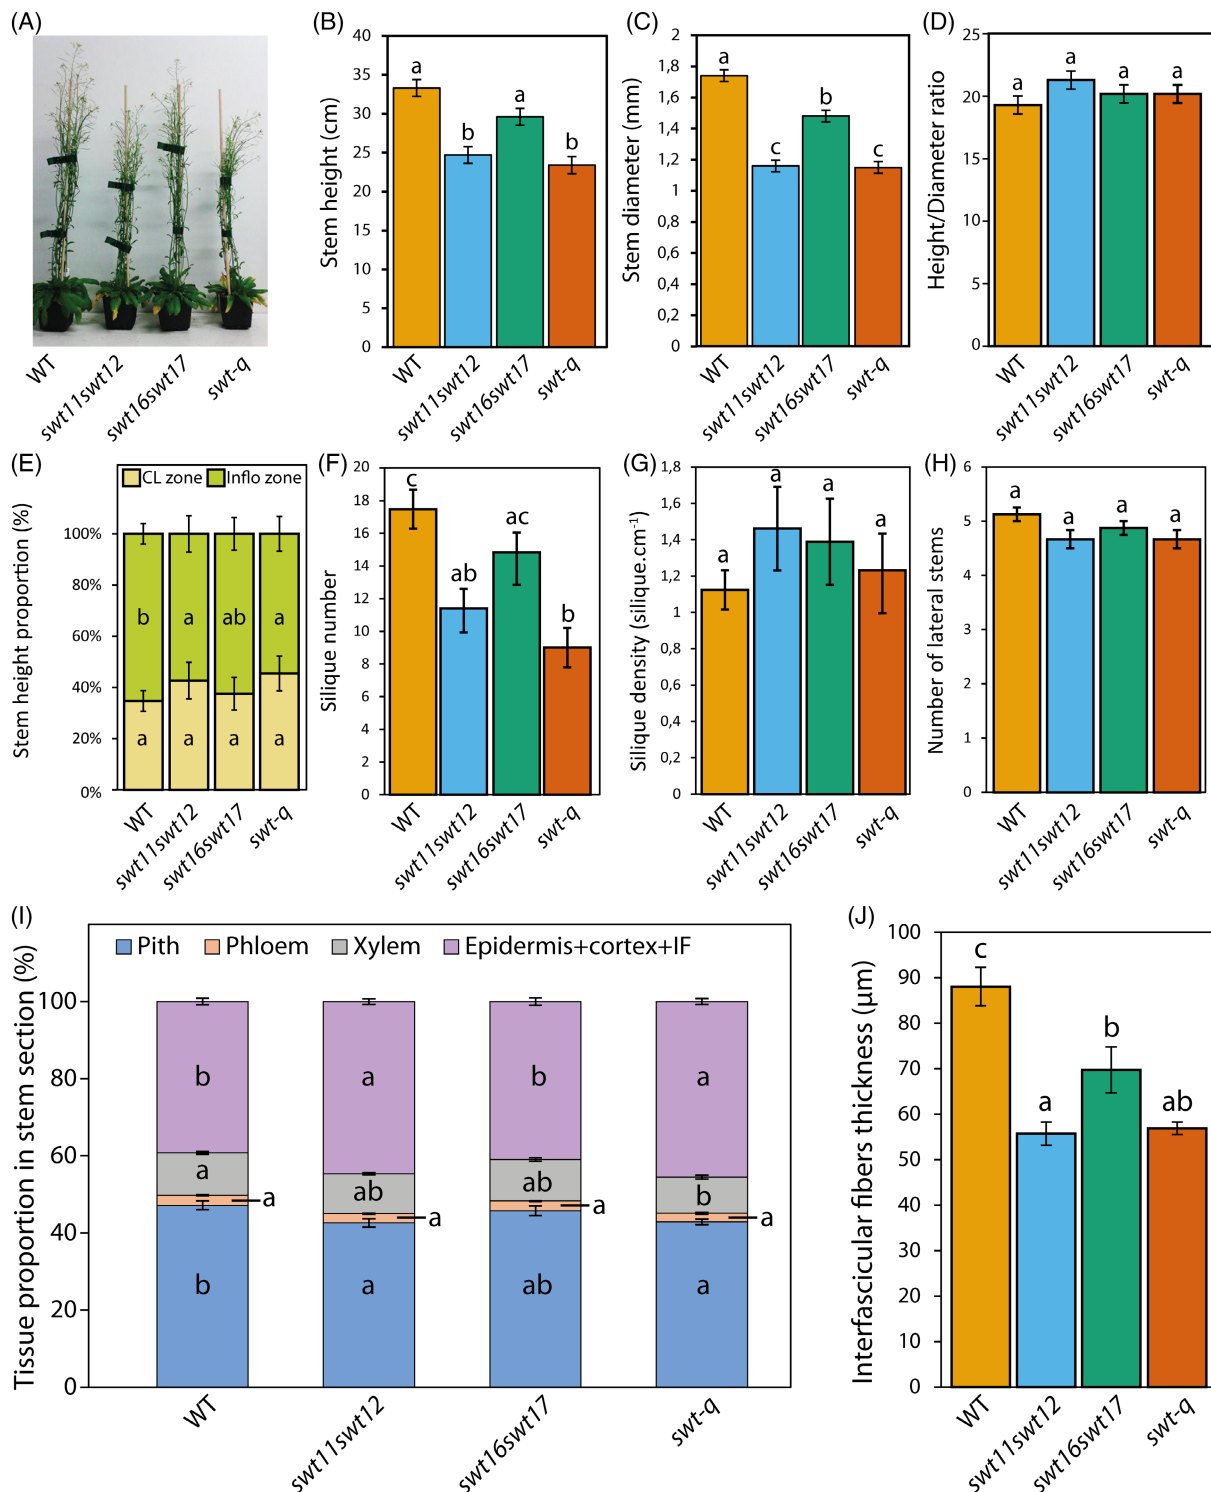 (A)
WT
swt11swt12
swt16swt17
swt-q
(B)
Stem height (cm)
40
35
30
25
23
15
10
5
0
a
b
a
b
WT
swt11swt12
swt16swt17
swt-q
(C)
Stem diameter (mm)
2
1,8
1,6
1,4
1,2
1
0,8
0,6
0,4
0,2
0
a
c
b
c
WT
swt11swt12
swt16swt17
swt-q
(D)
Height/Diameter ratio
25
20
15
10
5
0
a
a
a
a
WT
swt11swt12
swt16swt17
swt-q
(E)
Stem height proportion (%)
CL zone
Inflo zone
100%
80%
60%
40%
20%
0%
b
a
ab
a
a
a
a
a
WT
swt11swt12
swt16swt17
swt-q
(F)
Silique number
20
18
16
14
12
10
8
6
4
2
0
c
ab
ac
b
WT
swt11swt12
swt16swt17
swt-q
(G)
Silique density (silique.cm⁻¹)
1,8
1,6
1,4
1,2
1
0,8
0,6
0,4
0,2
0
a
a
a
a
WT
swt11swt12
swt16swt17
swt-q
(H)
Number of lateral stems
6
5
4
3
2
1
0
a
a
a
a
WT
swt11swt12
swt16swt17
swt-q
(I)
Tissue proportion in stem section (%)
Pith
Phloem
Xylem
Epidermis+cortex+IF
100
80
60
40
20
0
b
a
b
a
a
ab
ab
b
a
a
a
a
b
a
ab
a
WT
swt11swt12
swt16swt17
swt-q
(J)
Interfascicular fibers thickness (µm)
100
90
80
70
60
50
40
30
20
10
0
c
a
b
ab
WT
swt11swt12
swt16swt17
swt-q